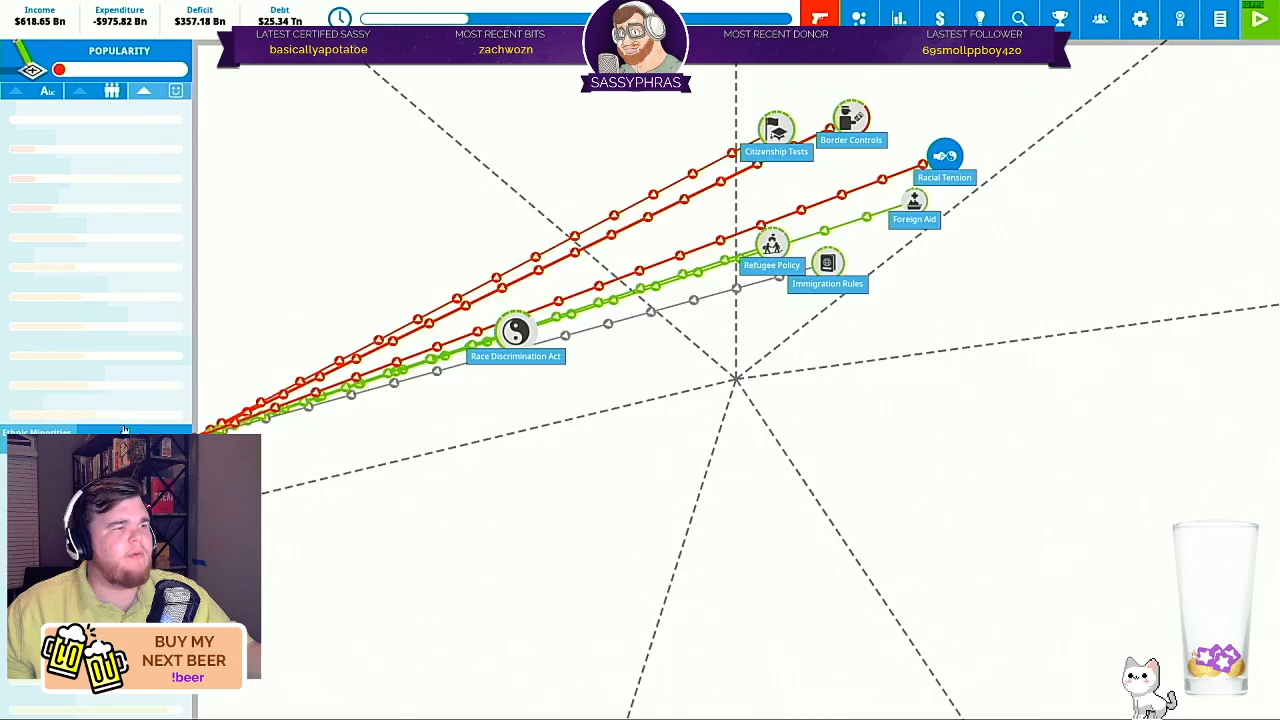 Income
$618.65 Bn
Expenditure
-$975.82 Bn
Deficit
$357.18 Bn
Debt
$25.34 Tn
LATEST CERTIFIED SASSY
basicallyapotatoe
MOST RECENT BITS
zachwozn
MOST RECENT DONOR
LASTEST FOLLOWER
69smollppboy420
SASSYPHRAS
POPULARITY
Citizenship Tests
Border Controls
Racial Tension
Foreign Aid
Refugee Policy
Immigration Rules
Race Discrimination Act
Ethnic Minorities
BUY MY
NEXT BEER
!beer